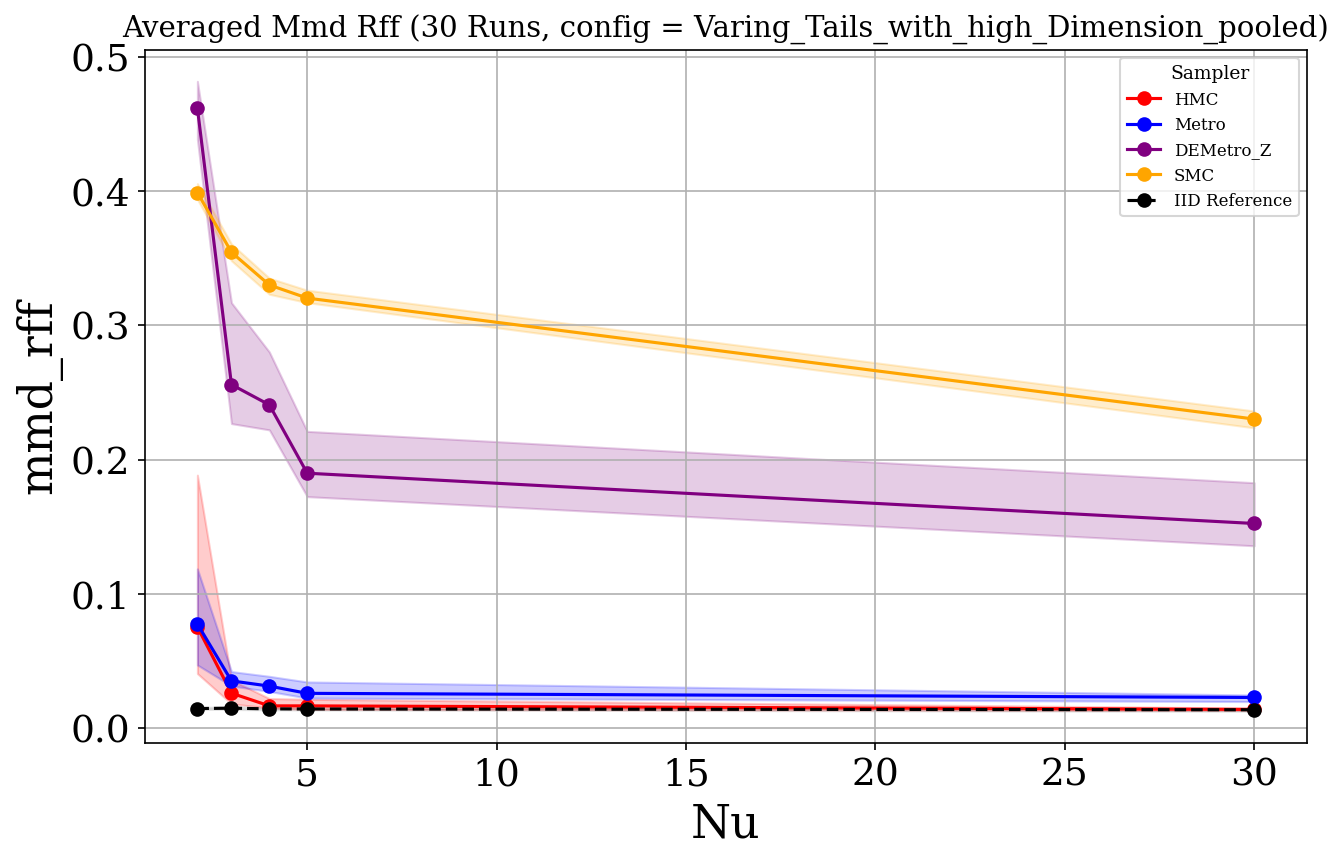 Averaged Mmd Rff (30 Runs, config = Varing_Tails_with_high_Dimension_pooled)
mmd_rff
0.5
0.4
0.3
0.2
0.1
0.0
Sampler
HMC
Metro
DEMetro_Z
SMC
IID Reference
5
10
15
20
25
30
Nu